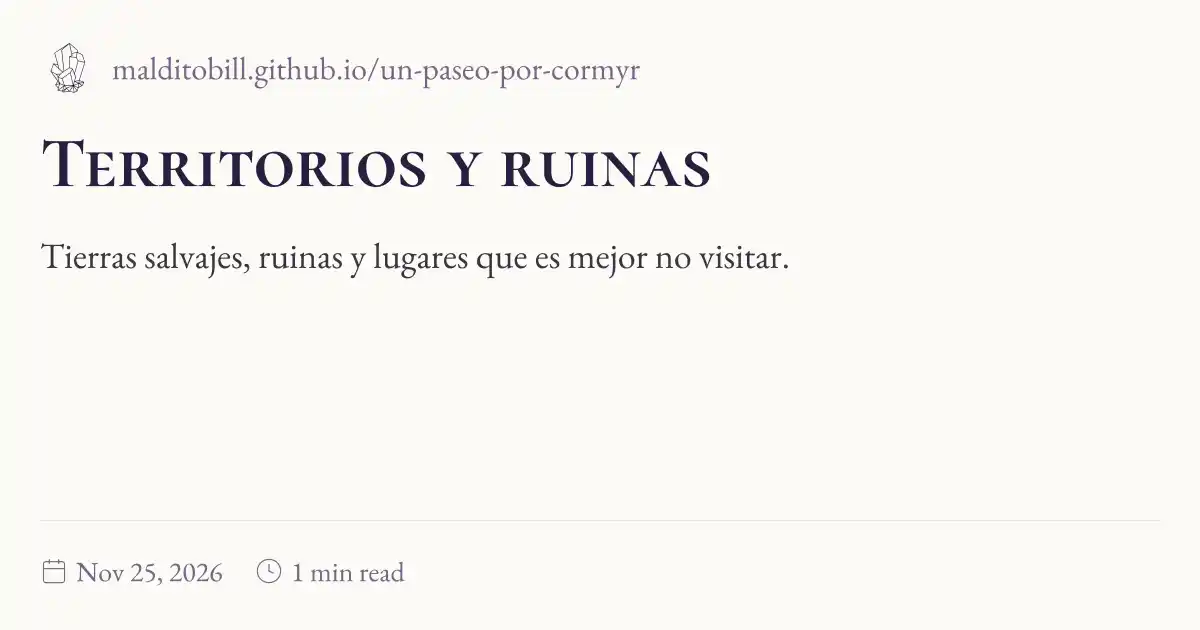 malditobill.github.io/un-paseo-por-cormyr
Territorios y ruinas
Tierras salvajes, ruinas y lugares que es mejor no visitar.
Nov 25, 2026 1 min read